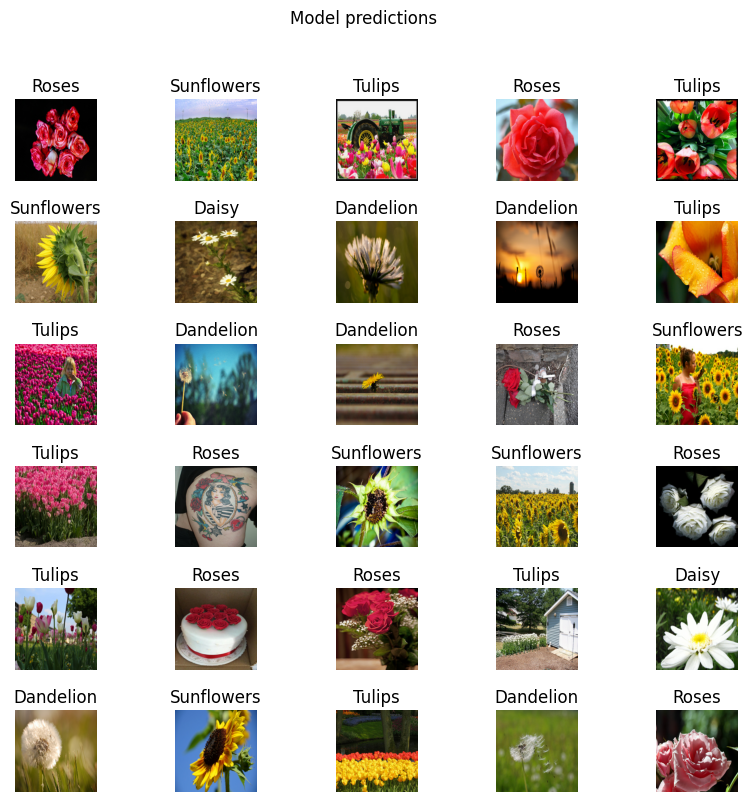 Model predictions
Roses Sunflowers Tulips Roses Tulips
Sunflowers Daisy Dandelion Dandelion Tulips
Tulips Dandelion Dandelion Roses Sunflowers
Tulips Roses Sunflowers Sunflowers Roses
Tulips Roses Roses Tulips Daisy
Dandelion Sunflowers Tulips Dandelion Roses